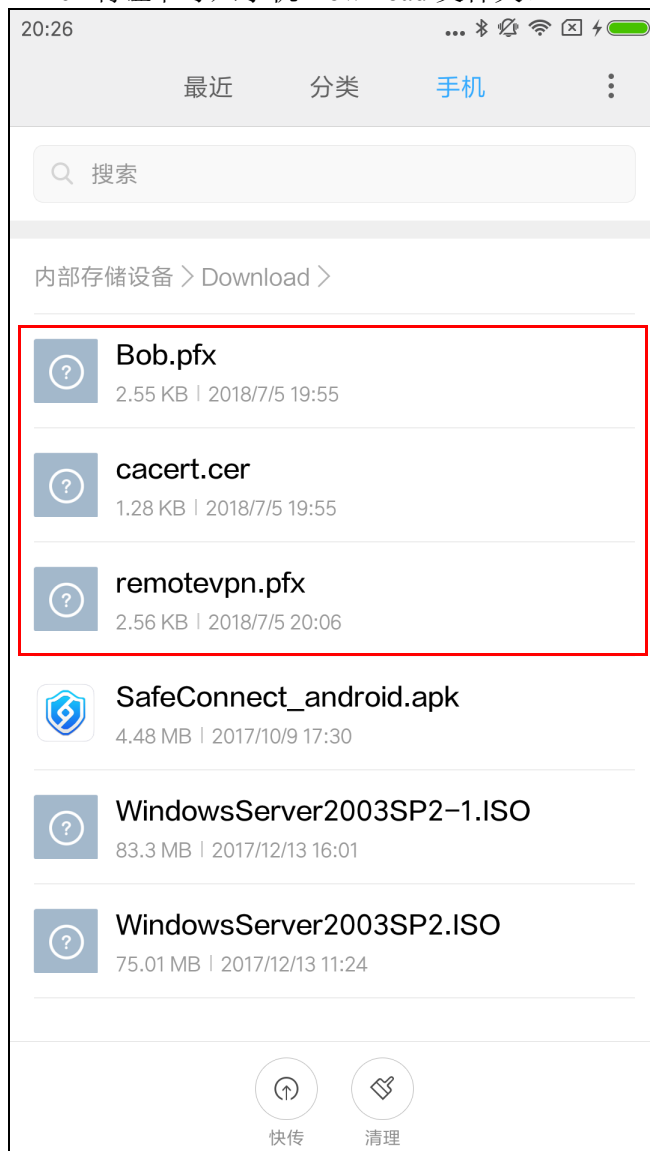 20:26
最近 分类 手机
搜索
内部存储设备 > Download >
Bob.pfx
2.55 KB | 2018/7/5 19:55
cacert.cer
1.28 KB | 2018/7/5 19:55
remotevpn.pfx
2.56 KB | 2018/7/5 20:06
SafeConnect_android.apk
4.48 MB | 2017/10/9 17:30
WindowsServer2003SP2-1.ISO
83.3 MB | 2017/12/13 16:01
WindowsServer2003SP2.ISO
75.01 MB | 2017/12/13 11:24
快传 清理